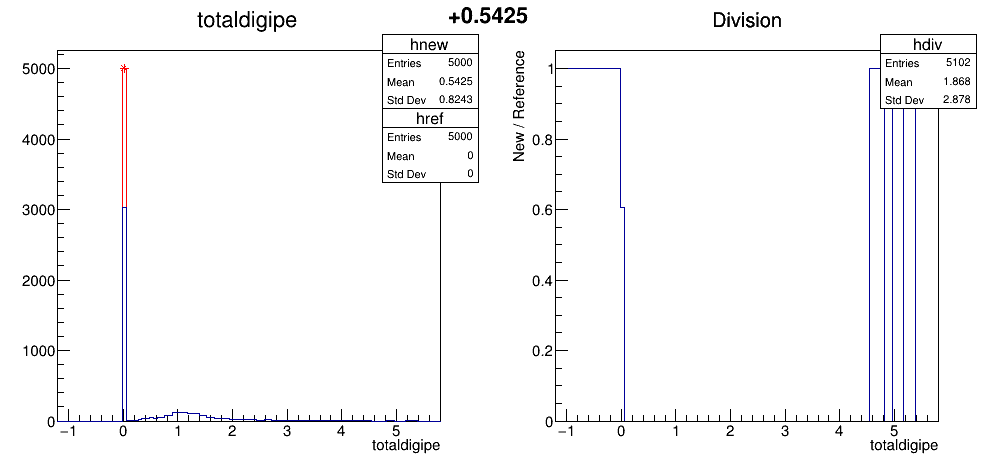 totaldigipe
+0.5425
hnew
Entries 5000
Mean 0.5425
Std Dev 0.8243
href
Entries 5000
Mean 0
Std Dev 0
5000
4000
3000
2000
1000
0
−1 0 1 2 3 4 5
totaldigipe
Division
hdiv
Entries 5102
Mean 1.868
Std Dev 2.878
New / Reference
1
0.8
0.6
0.4
0.2
0
−1 0 1 2 3 4 5
totaldigipe